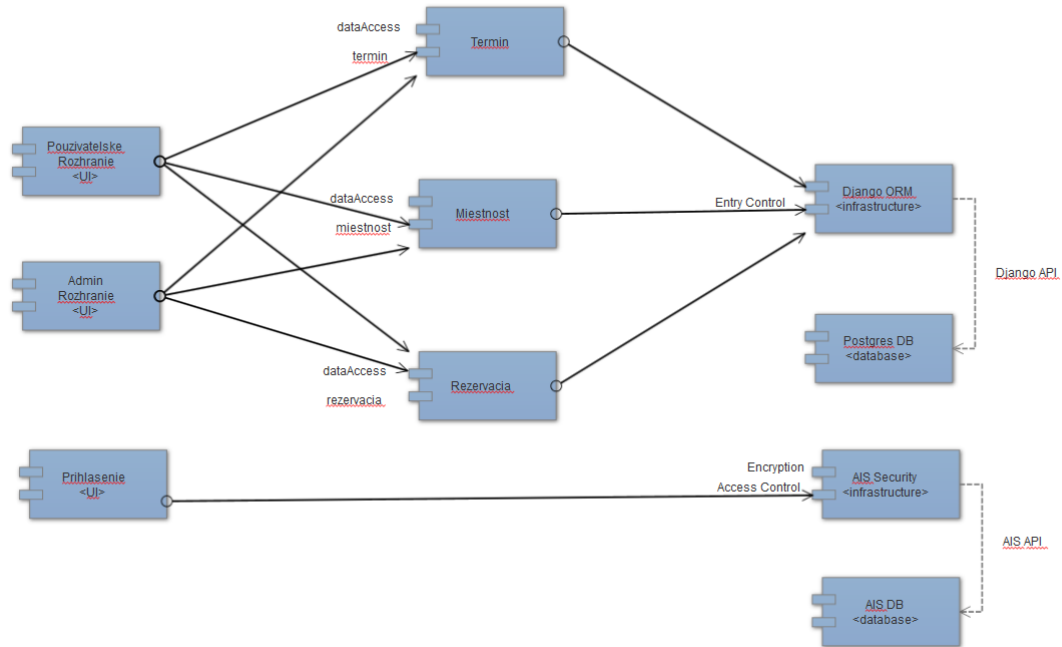 dataAccess
termin
Termin
Pouzivatelske
Rozhranie
<UI>
dataAccess
miestnost
Miestnost
Entry Control
Django ORM
<infrastructure>
Admin
Rozhranie
<UI>
Django API
Postgres DB
<database>
dataAccess
rezervacia
Rezervacia
Prihlasenie
<UI>
Encryption
Access Control
AIS Security
<infrastructure>
AIS API
AIS DB
<database>